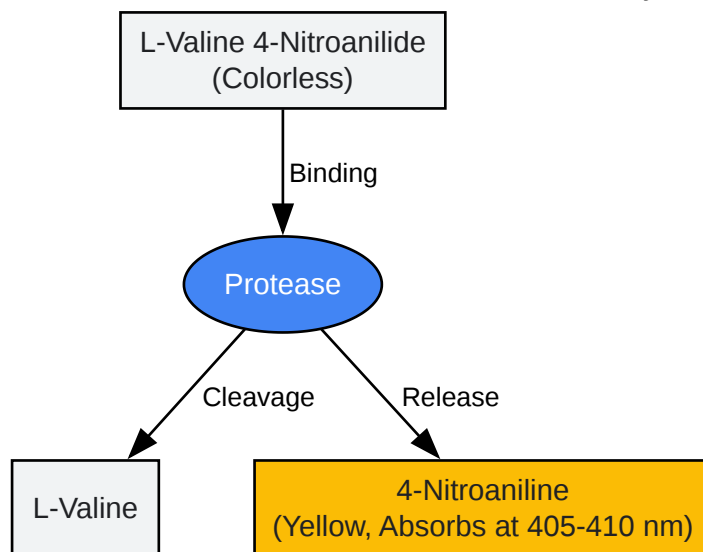 L-Valine 4-Nitroanilide
(Colorless)
Binding
Protease
Cleavage
Release
L-Valine
4-Nitroaniline
(Yellow, Absorbs at 405-410 nm)